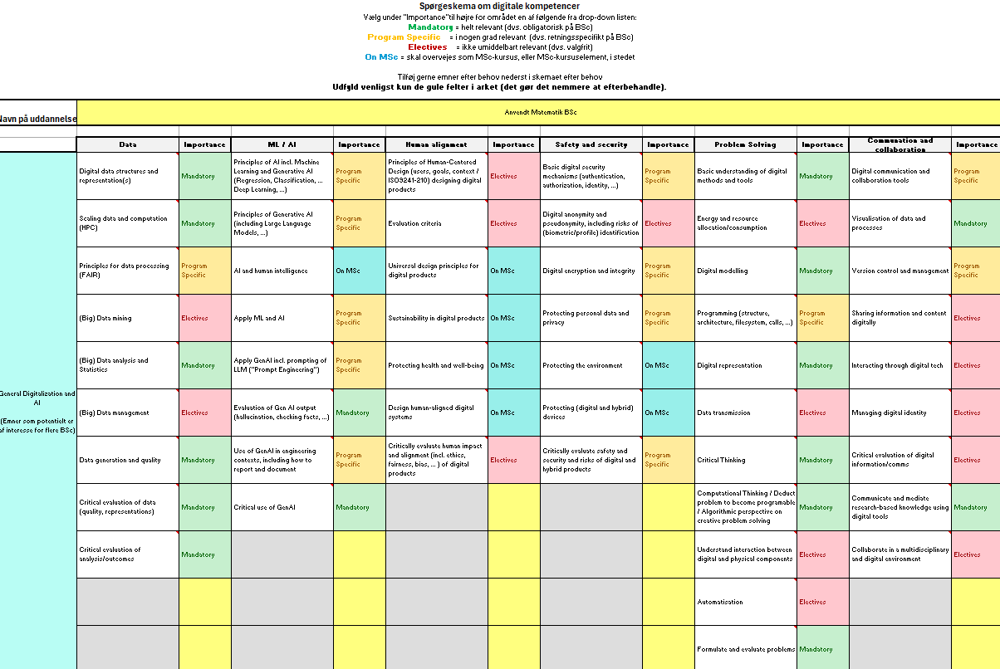 Spørgeskema om digitale kompetencer
Vælg under "Importance"til højre for området en af følgende fra drop-down listen:
Mandatory = helt relevant (dvs. obligatorisk på BSc)
Program Specific = i nogen grad relevant (dvs. retningsspecifikt på BSc)
Electives = ikke umiddelbart relevant (dvs. valgfrit)
On MSc = skal overvejes som MSc-kursus, eller MSc-kursuselement, i stedet
Tilføj gerne emner efter behov nederst i skemaet efter behov
Udfyld venligst kun de gule felter i arket (det gør det nemmere at efterbehandle).
Navn på uddannelse
Anvendt Matematik BSc
Data
Importance
ML / AI
Importance
Human alignment
Importance
Safety and security
Importance
Problem Solving
Importance
Communation and
collaboration
Importance
Digital data structures and
representation(s)
Mandatory
Principles of AI incl. Machine
Learning and Generative AI
(Regression, Classification, ...
Deep Learning, ...)
Program
Specific
Principles of Human-Centered
Design (users, goals, context /
ISO9241-210) designing digital
products
Electives
Basic digital security
mechanisms (authentication,
authorization, identity, ...)
Program
Specific
Basic understanding of digital
methods and tools
Mandatory
Digital communication and
collaboration tools
Program
Specific
Scaling data and computation
(HPC)
Mandatory
Principles of Generative AI
(including Large Language
Models, ...)
Program
Specific
Evaluation criteria
Electives
Digital anonymity and
pseudonymity, including risks of
(biometric/profile) identification
Electives
Energy and resource
allocation/consumption
Electives
Visualisation of data and
processes
Mandatory
Principles for data processing
(FAIR)
Program
Specific
AI and human intelligence
On MSc
Universal design principles for
digital products
On MSc
Digital encryption and integrity
Program
Specific
Digital modelling
Mandatory
Version control and management
Program
Specific
(Big) Data mining
Electives
Apply ML and AI
Program
Specific
Sustainability in digital products
On MSc
Protecting personal data and
privacy
Program
Specific
Programming (structure,
architecture, filesystem, calls, ...)
Program
Specific
Sharing information and content
digitally
Electives
(Big) Data analysis and
Statistics
Mandatory
Apply GenAI incl. prompting of
LLM ("Prompt Engineering")
Program
Specific
Protecting health and well-being
On MSc
Protecting the environment
On MSc
Digital representation
Mandatory
Interacting through digital tech
Electives
General Digitalization and
AI
(Emner som potentielt er
af interesse for flere BSc)
(Big) Data management
Electives
Evaluation of Gen AI output
(hallucination, checking facts, ...)
Mandatory
Design human-aligned digital
systems
On MSc
Protecting (digital and hybrid)
devices
On MSc
Data transmission
Electives
Managing digital identity
Electives
Data generation and quality
Mandatory
Use of GenAI in engineering
contexts, including how to
report and document
Program
Specific
Critically evaluate human impact
and alignment (incl. ethics,
fairness, bias, ... ) of digital
products
Electives
Critically evaluate safety and
security and risks of digital and
hybrid products
Program
Specific
Critical Thinking
Mandatory
Critical evaluation of digital
information/comms
Electives
Critical evaluation of data
(quality, representations)
Mandatory
Critical use of GenAI
Mandatory
Computational Thinking / Deduct
problem to become programable
/ Algorithmic perspective on
creative problem solving
Mandatory
Communicate and mediate
research-based knowledge using
digital tools
Mandatory
Critical evaluation of
analysis/outcomes
Mandatory
Understand interaction between
digital and physical components
Electives
Collaborate in a multidisciplinary
and digital environment
Electives
Automatisation
Electives
Formulate and evaluate problems
Mandatory